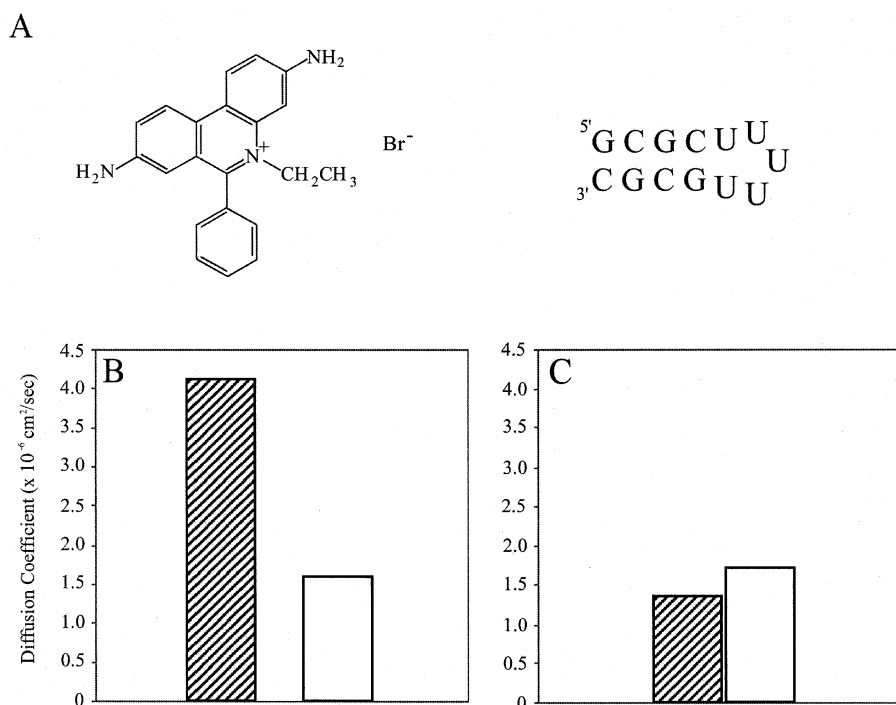 A
NH₂
H₂N
N⁺
CH₂CH₃
Br⁻
5' G C G C U U
U
3' C G C G U U
B
C
Diffusion Coefficient (x 10⁻⁶ cm²/sec)
4.5
4.0
3.5
3.0
2.5
2.0
1.5
1.0
0.5
0
4.5
4.0
3.5
3.0
2.5
2.0
1.5
1.0
0.5
0